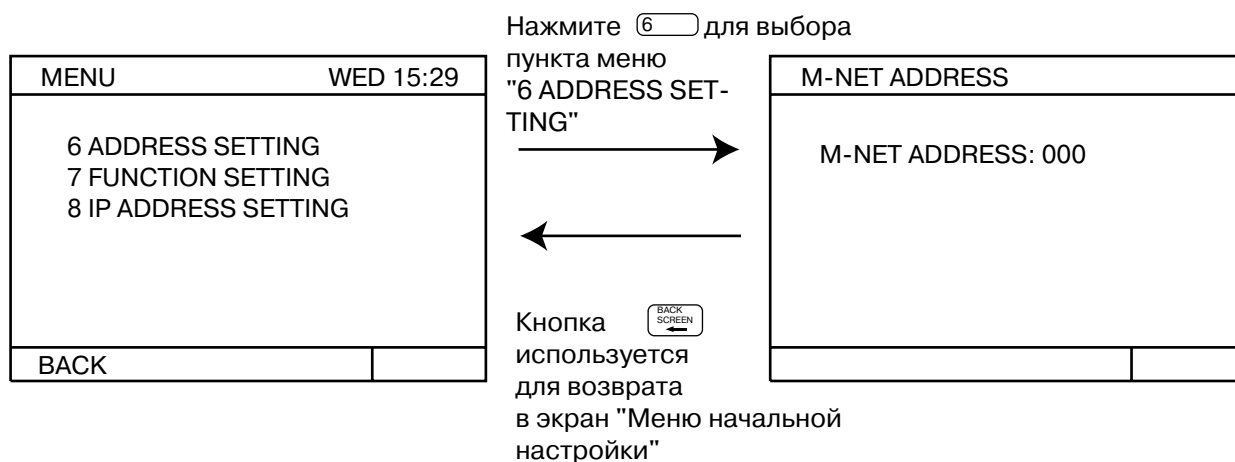 Нажмите 6 для выбора
пункта меню
"6 ADDRESS SET-
TING"
MENU WED 15:29
6 ADDRESS SETTING
7 FUNCTION SETTING
8 IP ADDRESS SETTING
BACK
M-NET ADDRESS
M-NET ADDRESS: 000
Кнопка BACK
SCREEN
используется
для возврата
в экран "Меню начальной
настройки"